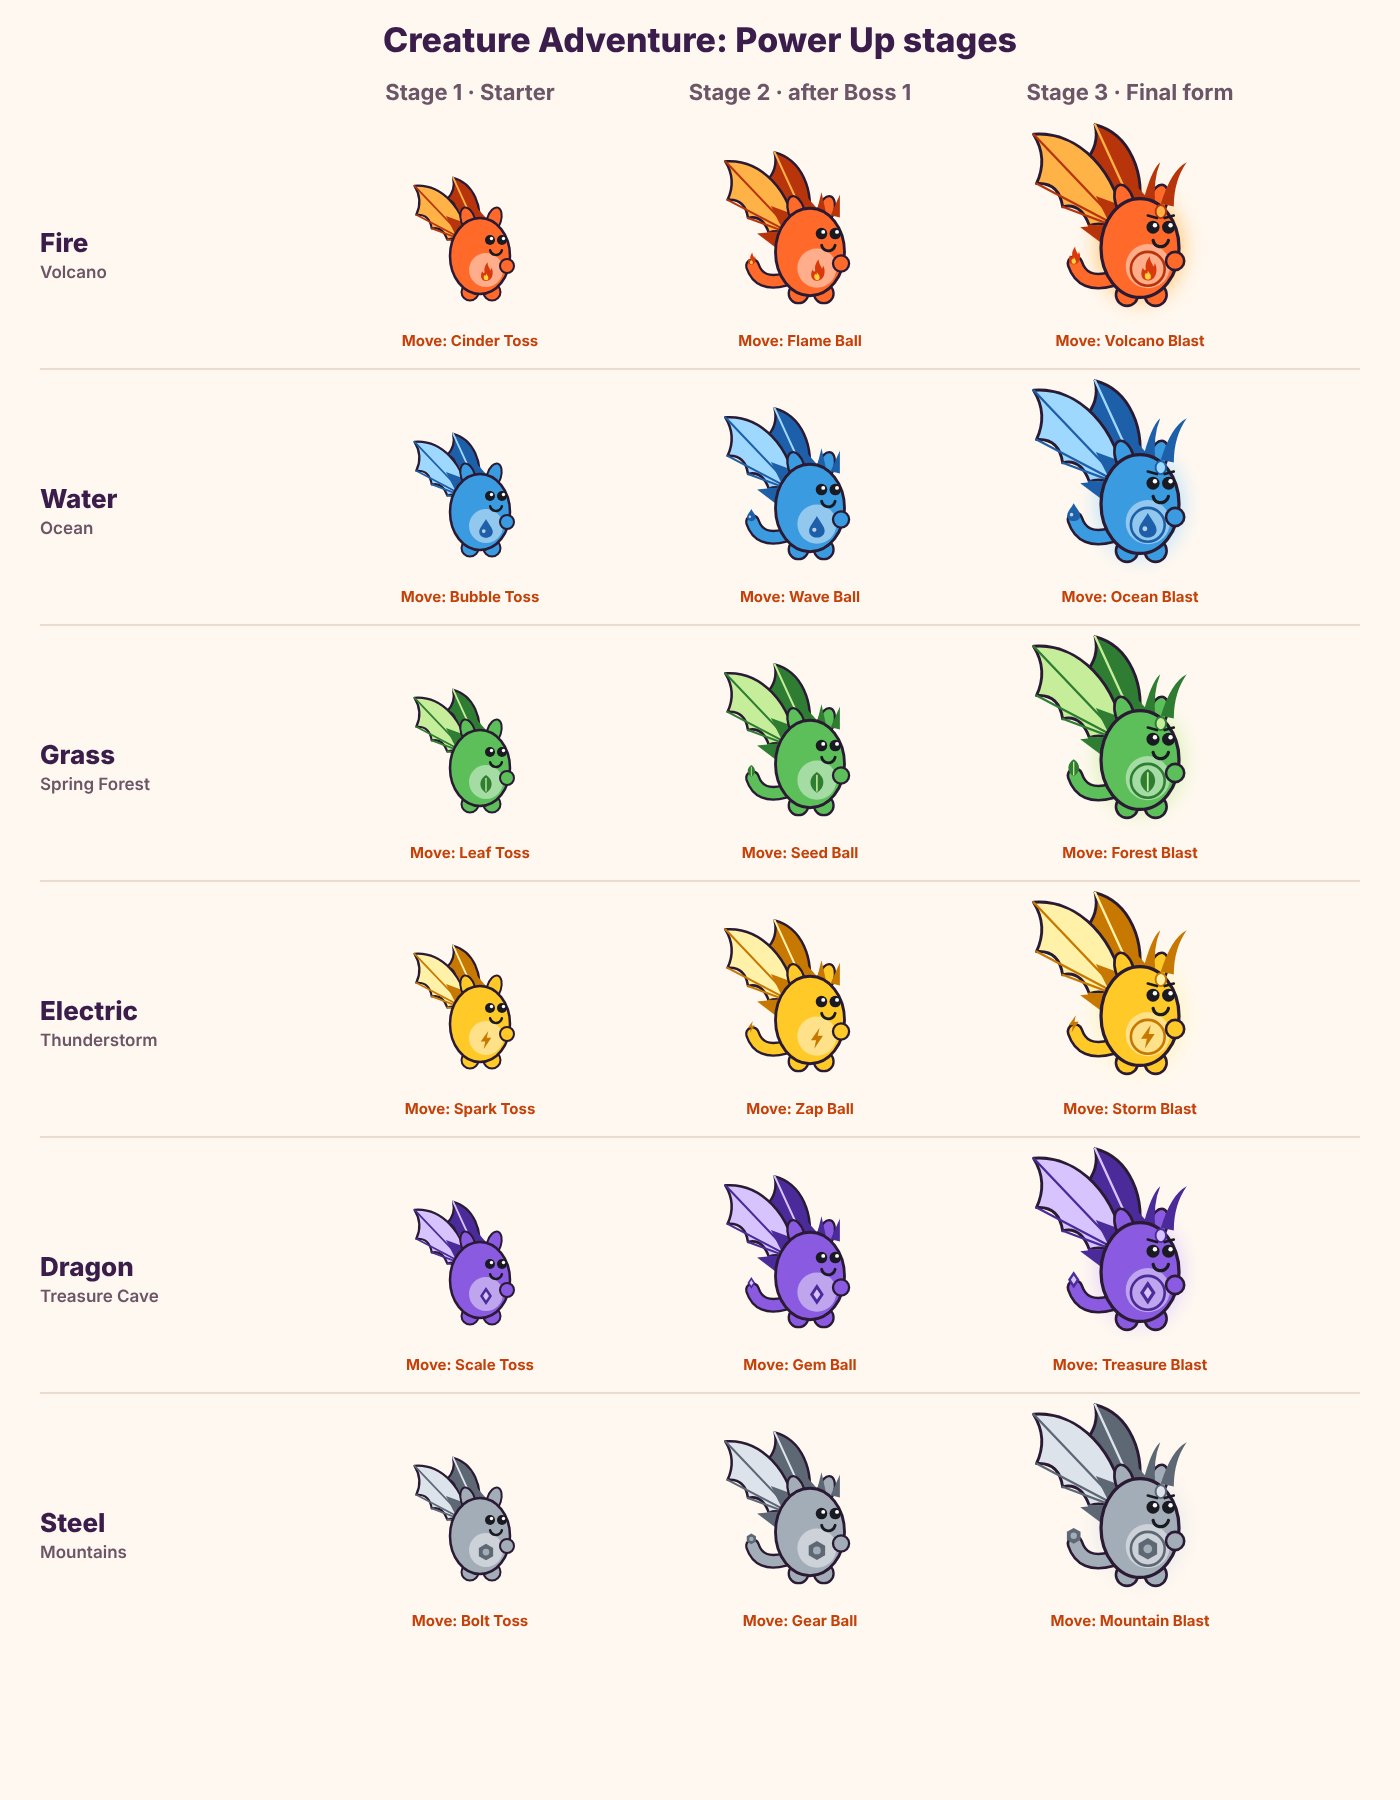 Creature Adventure: Power Up stages
Stage 1 · Starter
Stage 2 · after Boss 1
Stage 3 · Final form
Fire
Volcano
Move: Cinder Toss
Move: Flame Ball
Move: Volcano Blast
Water
Ocean
Move: Bubble Toss
Move: Wave Ball
Move: Ocean Blast
Grass
Spring Forest
Move: Leaf Toss
Move: Seed Ball
Move: Forest Blast
Electric
Thunderstorm
Move: Spark Toss
Move: Zap Ball
Move: Storm Blast
Dragon
Treasure Cave
Move: Scale Toss
Move: Gem Ball
Move: Treasure Blast
Steel
Mountains
Move: Bolt Toss
Move: Gear Ball
Move: Mountain Blast